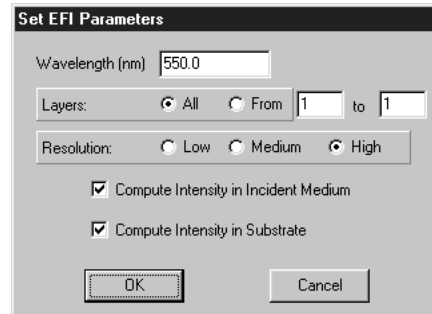 Set EFI Parameters
Wavelength (nm) 550.0
Layers: All From 1 to 1
Resolution: Low Medium High
Compute Intensity in Incident Medium
Compute Intensity in Substrate
OK Cancel